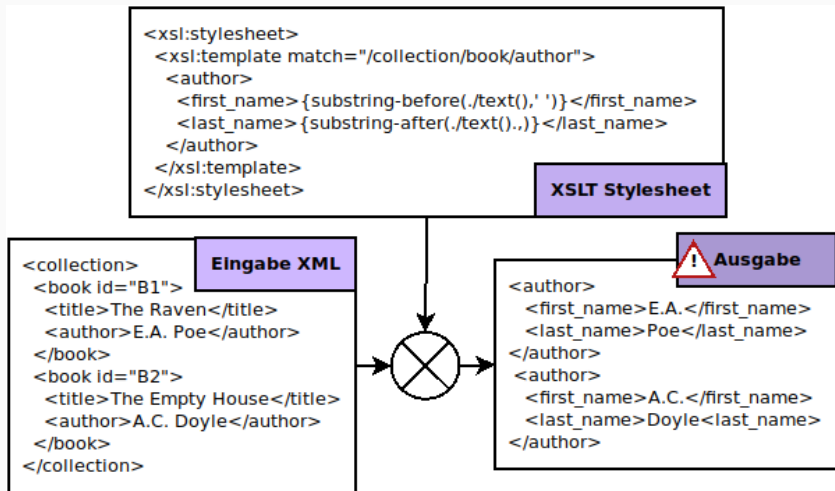 <xsl:stylesheet>
<xsl:template match="/collection/book/author">
<author>
<first_name>{substring-before(./text(),' ')}</first_name>
<last_name>{substring-after(./text().,)}</last_name>
</author>
</xsl:template>
</xsl:stylesheet>
XSLT Stylesheet
Eingabe XML
<collection>
<book id="B1">
<title>The Raven</title>
<author>E.A. Poe</author>
</book>
<book id="B2">
<title>The Empty House</title>
<author>A.C. Doyle</author>
</book>
</collection>
! Ausgabe
<author>
<first_name>E.A.</first_name>
<last_name>Poe</last_name>
</author>
<author>
<first_name>A.C.</first_name>
<last_name>Doyle<last_name>
</author>